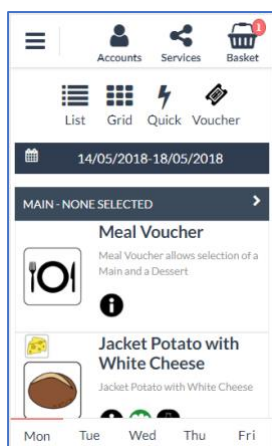 1
Accounts Services Basket
List Grid Quick Voucher
14/05/2018-18/05/2018
MAIN - NONE SELECTED
Meal Voucher
Meal Voucher allows selection of a
Main and a Dessert
Jacket Potato with
White Cheese
Jacket Potato with White Cheese
Mon Tue Wed Thu Fri